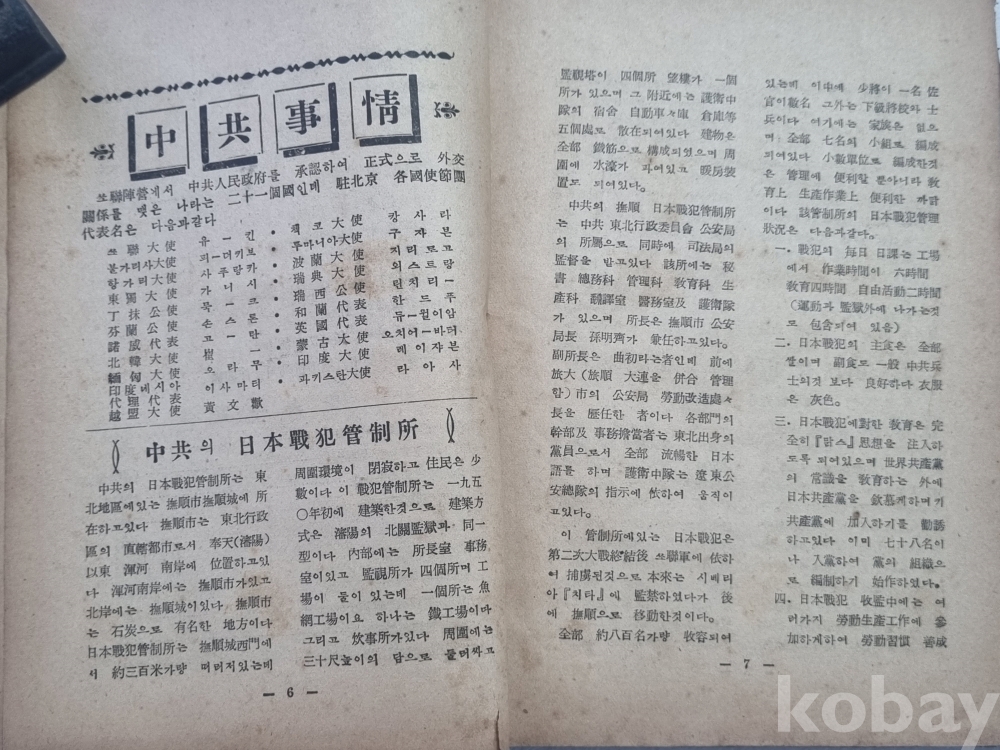 中共事情
쏘聯陣營게서 中共人民政府를 承認하여 正式으로 外交
關係를 맺은 나라는 二十一個國인데 駐北京 各國使節團
代表名은 다음과같다
쏘聯大使 유ー킨 • 책코大使 캉사라
불가리사大使 피ー더키보 • 루마니아大使 구쟈본
항가리大使 사푸랑카 • 波蘭大使 지리르고
東獨大使 가니시 • 瑞典大使 의스트랑
丁抹公使 묵ー크 • 瑞西公使 런치티ー
芬蘭公使 손스론 • 和蘭代表 한드푸
諾威代表 고ー란 • 英國代表 뮤ー원이암
北韓大使 崔ー • 蒙古大使 오치어ー바터
緬甸大使 오라무 • 印度大使 레이쟈본
印度네시아代理代表 이사마티 • 파키스탄大使 라아사
越盟大使 黃文歡
中共의 日本戰犯管制所
中共의 日本戰犯管制所는 東
北地區에있는 撫順市撫順城에 所
在하고있다 撫順市는 東北行政
區의 直轄都市로서 奉天(瀋陽)
以東 渾河 南岸에 位置하고있
다 渾河南岸에는 撫順市가있고
北岸에는 撫順城이있다 撫順市
는 石炭으로 有名한 地方이다
日本戰犯管制所는 撫順城西門에
서 約三百米가량 떠러져있는데
周圍環境이 閉寂하고 住民은 少
數이다 이 戰犯管制所는 一九五
〇年初에 建築한것으로 建築方
式은 瀋陽의 北關監獄과 同一
型이다 內部에는 所長室 事務
室이있고 監視所가 四個所며 工
場이 둘이 있는데 一個所는 魚
網工場이요 하나는 鐵工場이다
그리고 炊事所가있다 周圍에는
三十尺높이의 담으로 둘더싸고
— 6 —
監視塔이 四個所 望樓가 一個
所가 있으며 그 附近에는 護衛中
隊의 宿舍 自動車々庫 倉庫等
五個處로 散在되어있다 建物은
全部 鐵筋으로 構成되였으며 周
圍에 水濠가 파여있고 暖房裝
置도 되어있다。
中共의 撫順 日本戰犯管制所
는 中共 東北行政委員會 公安局
의 所屬으로 同時에 司法局의
監督을 받고있다 該所에는 秘
書 總務科 管理科 敎育科 生
產科 翻譯室 醫務室及 護衛隊
가 있으며 所長은 撫順市 公安
局長 孫明齊가 兼任하고있다。
副所長은 曲初라는者인데 前에
旅大(旅順 大連을 併合 管理
한)市의 公安局 勞動改造處々
長을 歷任한 者이다 各部門의
幹部及 事務擔當者는 東北出身의
黨員으로서 全部 流暢한 日本
語를 하며 護衛中隊는 遼東公
安總隊의 指示에 依하여 움직이
고있다。
이 管制所에있는 日本戰犯은
第二次大戰終結後 쏘聯軍에 依하
여 捕虜된것으로 本來는 시베리
아『치타』에 監禁하였다가 後
에 撫順으로 移動한것이다。
全部 約八百名가량 收容되여
있는데 이中에 少將이 一名 佐
官이數名 그外는 下級將校와 士
兵이다 여기에는 家族은 없으
며 全部 七名의 小組로 編成
되어있다 小數單位로 編成한것
은 管理에 便利할뿐아니라 敎
育上 生產作業上 便利한 까닭
이다 該管制所의 日本戰犯管理
狀況은 다음과같다。
一．戰犯의 每日 日課는 工場
에서 作業時間이 六時間
敎育四時間 自由活動二時間
(運動과 監獄外에 나가는것
도 包含되여 있음)
二．日本戰犯의 主食은 全部
쌀이며 副食도 一般 中共兵
士의것 보다 良好하다 衣服
은 灰色。
三．日本戰犯에對한 敎育은 完
全히『맑스』思想을 注入하
도록 되어있으며 世界共產黨
의 常識을 敎育하는 外에
日本共產黨을 欽慕게하며키
共產黨에 加入하기를 勸誘
하고있다 이미 七十八名이
나 入黨하여 黨의 組織으
로 編制하기 始作하였다。
四．日本戰犯 收監中에는 여
러가지 勞動生產工作에 參
加하게하여 勞動習慣 善成
— 7 —
kobay